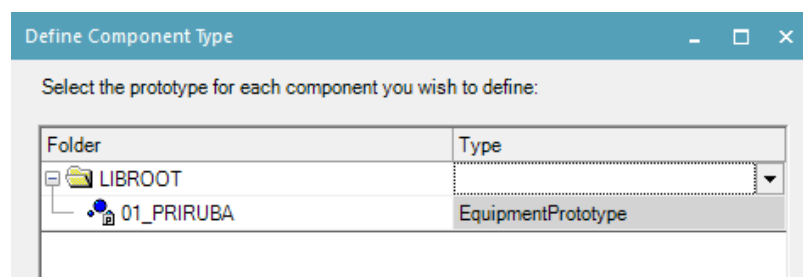 Define Component Type
Select the prototype for each component you wish to define:
Folder Type
LIBROOT
01_PRIRUBA EquipmentPrototype